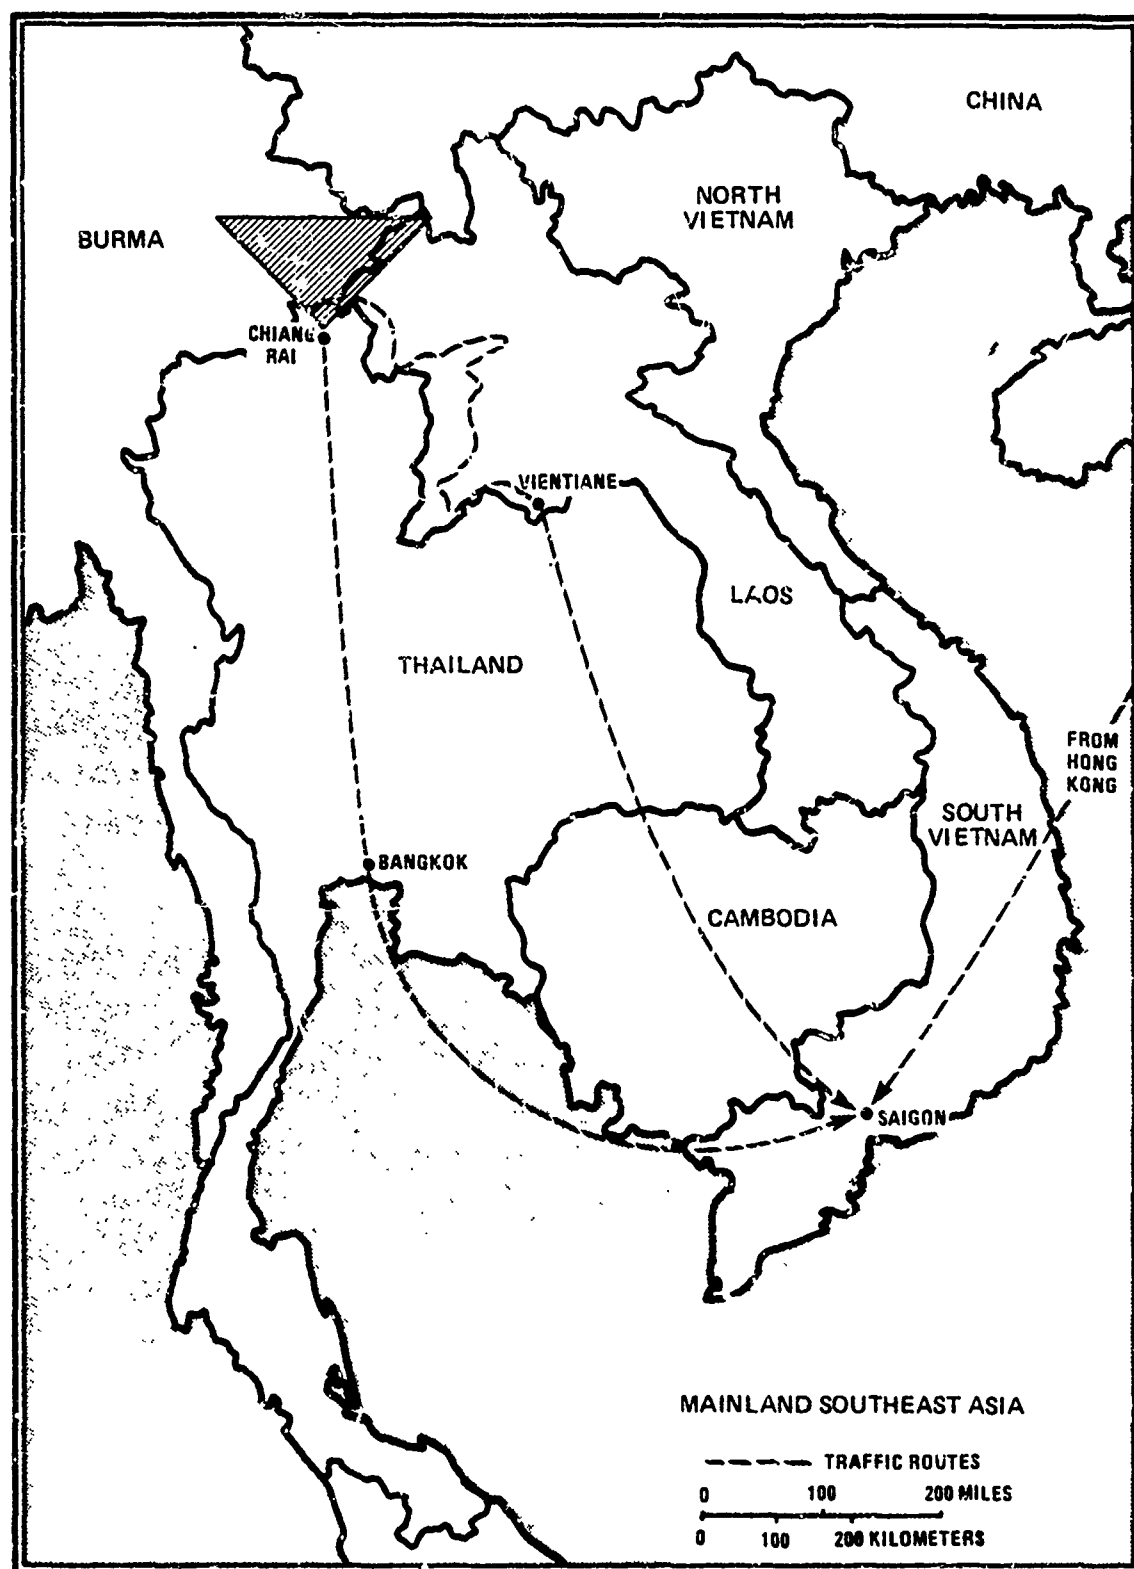 CHINA
NORTH
VIETNAM
BURMA
CHIANG
RAI
VIENTIANE
LAOS
THAILAND
FROM
HONG
KONG
SOUTH
VIETNAM
BANGKOK
CAMBODIA
SAIGON
MAINLAND SOUTHEAST ASIA
TRAFFIC ROUTES
0 100 200 MILES
0 100 200 KILOMETERS